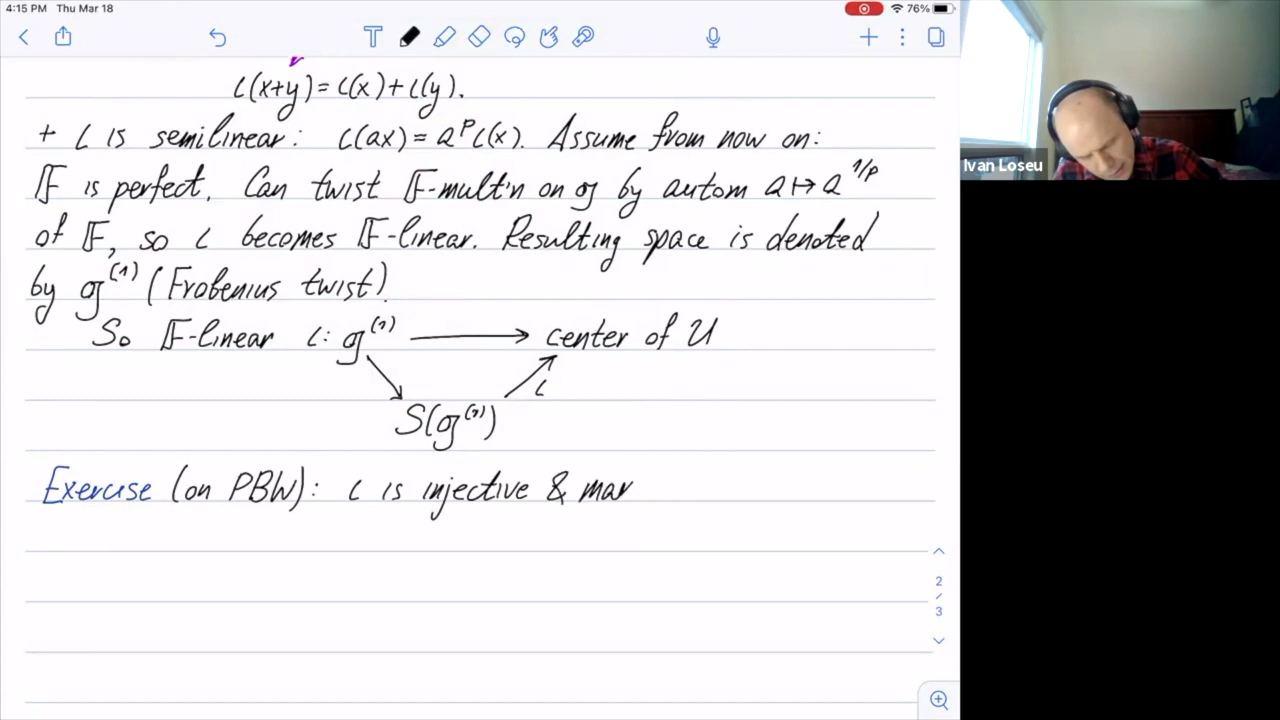 4:15 PM Thu Mar 18
76%
ι(x+y)=ι(x)+ι(y).
+ ι is semilinear: ι(ax)=a^p ι(x). Assume from now on:
𝔽 is perfect. Can twist 𝔽-mult'n on 𝔤 by autom a↦a^{1/p}
of 𝔽, so ι becomes 𝔽-linear. Resulting space is denoted
by 𝔤^{(1)} (Frobenius twist).
So 𝔽-linear ι: 𝔤^{(1)} → center of U
ι
S(𝔤^{(1)})
Exercise (on PBW): ι is injective & mar
2
/
3
Ivan Loseu